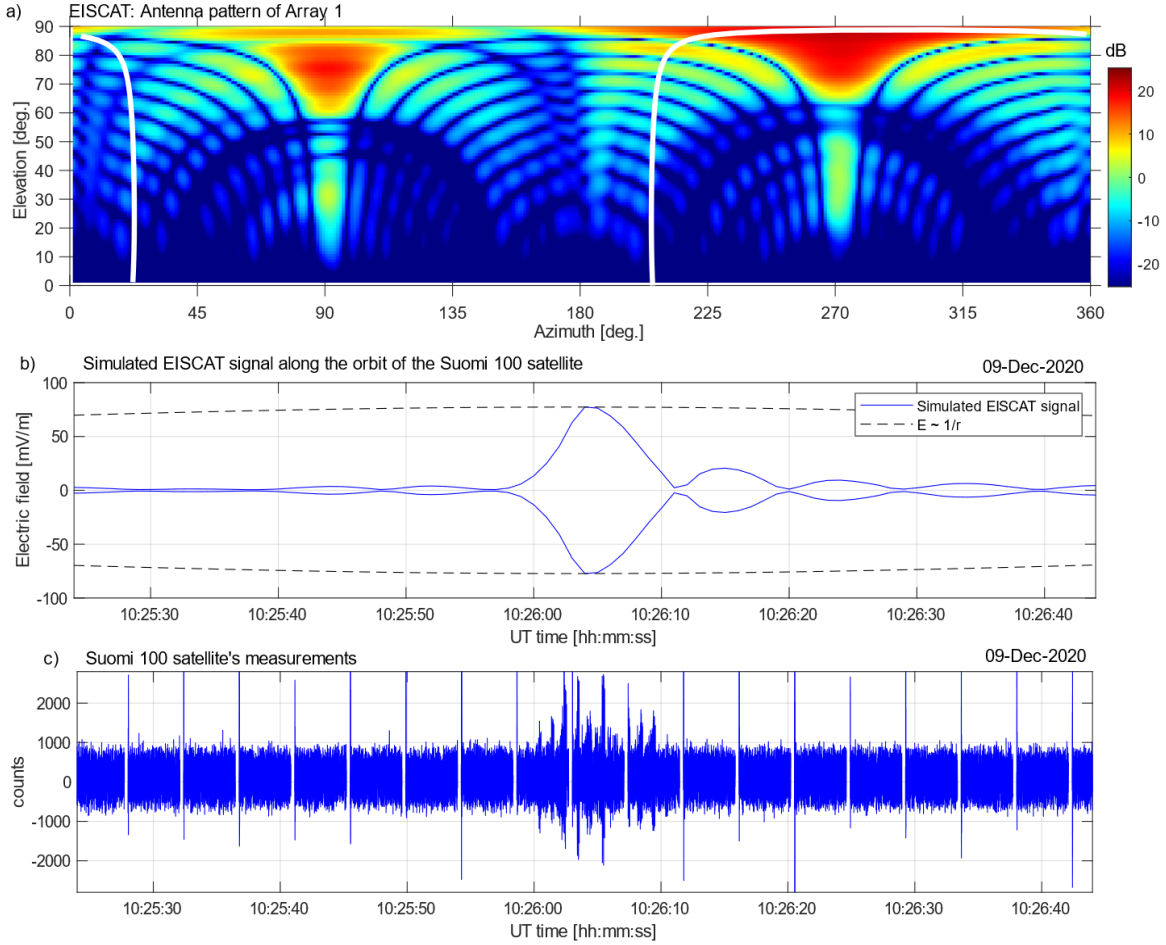 a) EISCAT: Antenna pattern of Array 1
dB
90
80
70
60
50
40
30
20
10
0
Elevation [deg.]
20
10
0
-10
-20
0 45 90 135 180 225 270 315 360
Azimuth [deg.]
b) Simulated EISCAT signal along the orbit of the Suomi 100 satellite 09-Dec-2020
100
50
0
-50
-100
Electric field [mV/m]
Simulated EISCAT signal
E ~ 1/r
10:25:30 10:25:40 10:25:50 10:26:00 10:26:10 10:26:20 10:26:30 10:26:40
UT time [hh:mm:ss]
c) Suomi 100 satellite's measurements 09-Dec-2020
2000
1000
0
-1000
-2000
counts
10:25:30 10:25:40 10:25:50 10:26:00 10:26:10 10:26:20 10:26:30 10:26:40
UT time [hh:mm:ss]